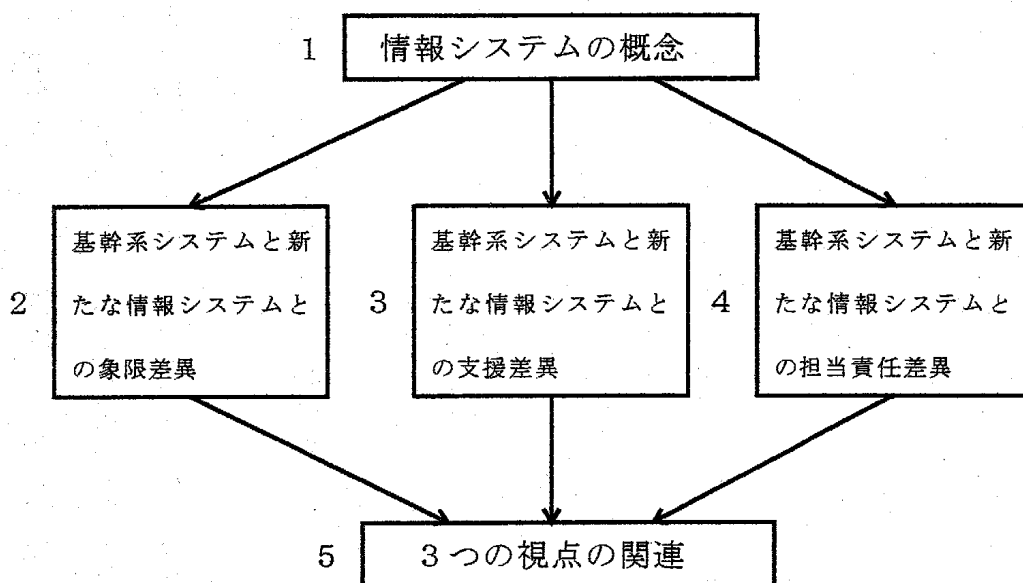 1 情報システムの概念
2 基幹系システムと新
たな情報システムと
の象限差異
3 基幹系システムと新
たな情報システムと
の支援差異
4 基幹系システムと新
たな情報システムと
の担当責任差異
5 3つの視点の関連